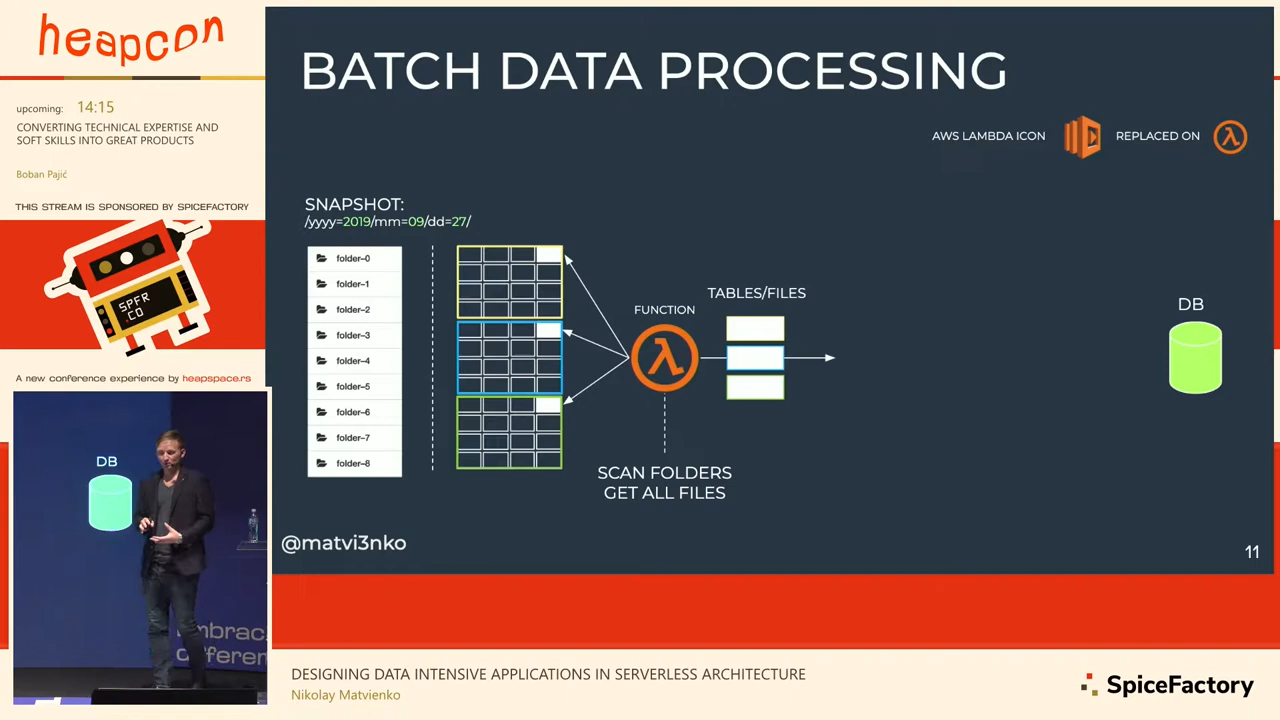 heapcon
upcoming: 14:15
CONVERTING TECHNICAL EXPERTISE AND
SOFT SKILLS INTO GREAT PRODUCTS
Boban Pajić
THIS STREAM IS SPONSORED BY SPICEFACTORY
SPFR
.CO
A new conference experience by heapspace.rs
DB
embrac
differen
BATCH DATA PROCESSING
AWS LAMBDA ICON
REPLACED ON
λ
SNAPSHOT:
/yyyy=2019/mm=09/dd=27/
folder-0
folder-1
folder-2
folder-3
folder-4
folder-5
folder-6
folder-7
folder-8
FUNCTION
λ
TABLES/FILES
DB
SCAN FOLDERS
GET ALL FILES
@matvi3nko
11
DESIGNING DATA INTENSIVE APPLICATIONS IN SERVERLESS ARCHITECTURE
Nikolay Matvienko
SpiceFactory